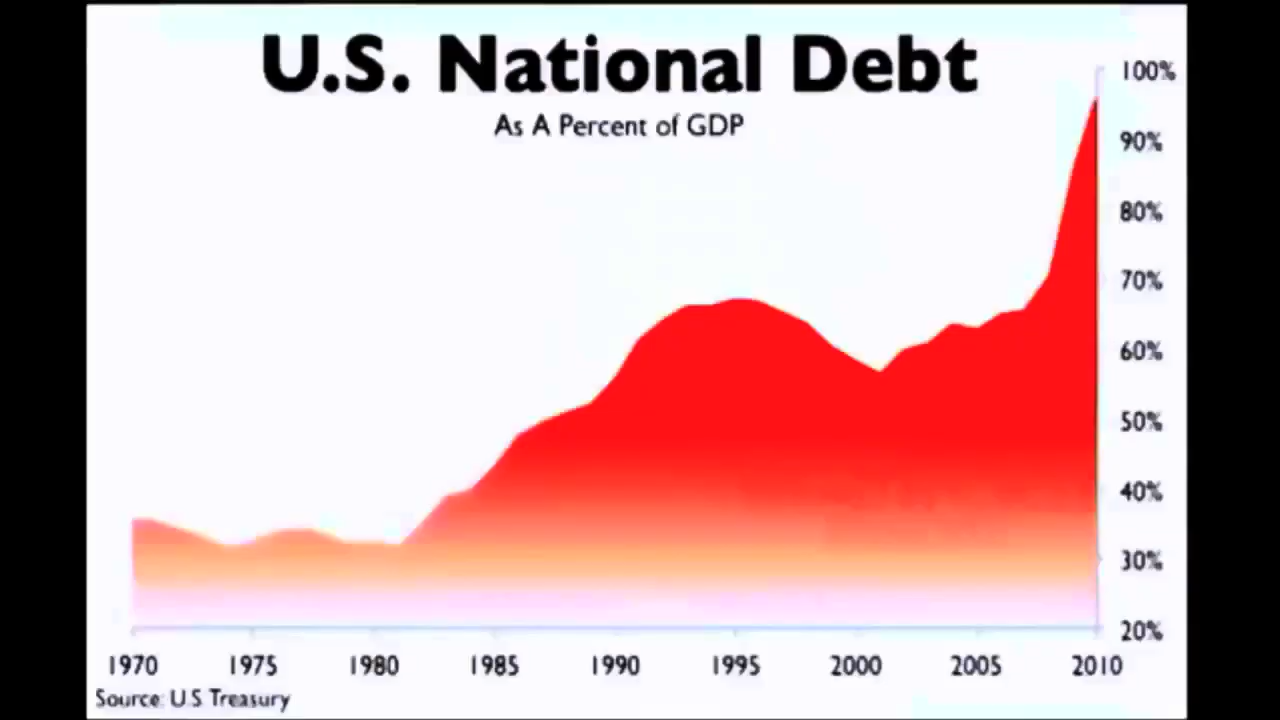 U.S. National Debt
As A Percent of GDP
100%
90%
80%
70%
60%
50%
40%
30%
20%
1970 1975 1980 1985 1990 1995 2000 2005 2010
Source: U.S. Treasury